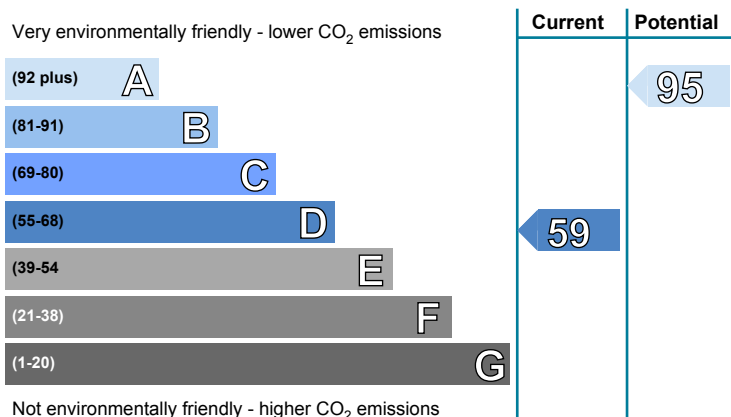 Very environmentally friendly - lower CO₂ emissions
Current
Potential
(92 plus) A
95
(81-91) B
(69-80) C
(55-68) D
59
(39-54 E
(21-38) F
(1-20) G
Not environmentally friendly - higher CO₂ emissions